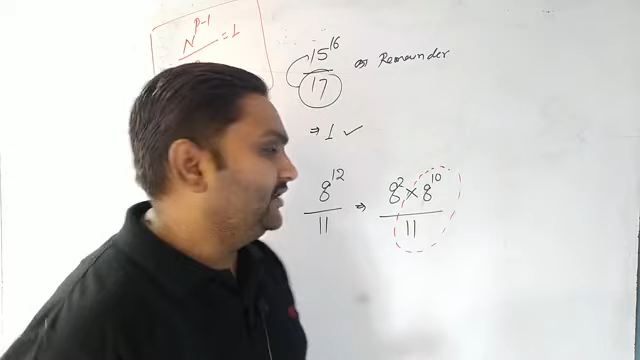 N^(P-1) = 1
15^16 / 17 ⇒ Remainder
⇒ 1 ✓
8^12 / 11 ⇒ 8^2 × 8^10 / 11